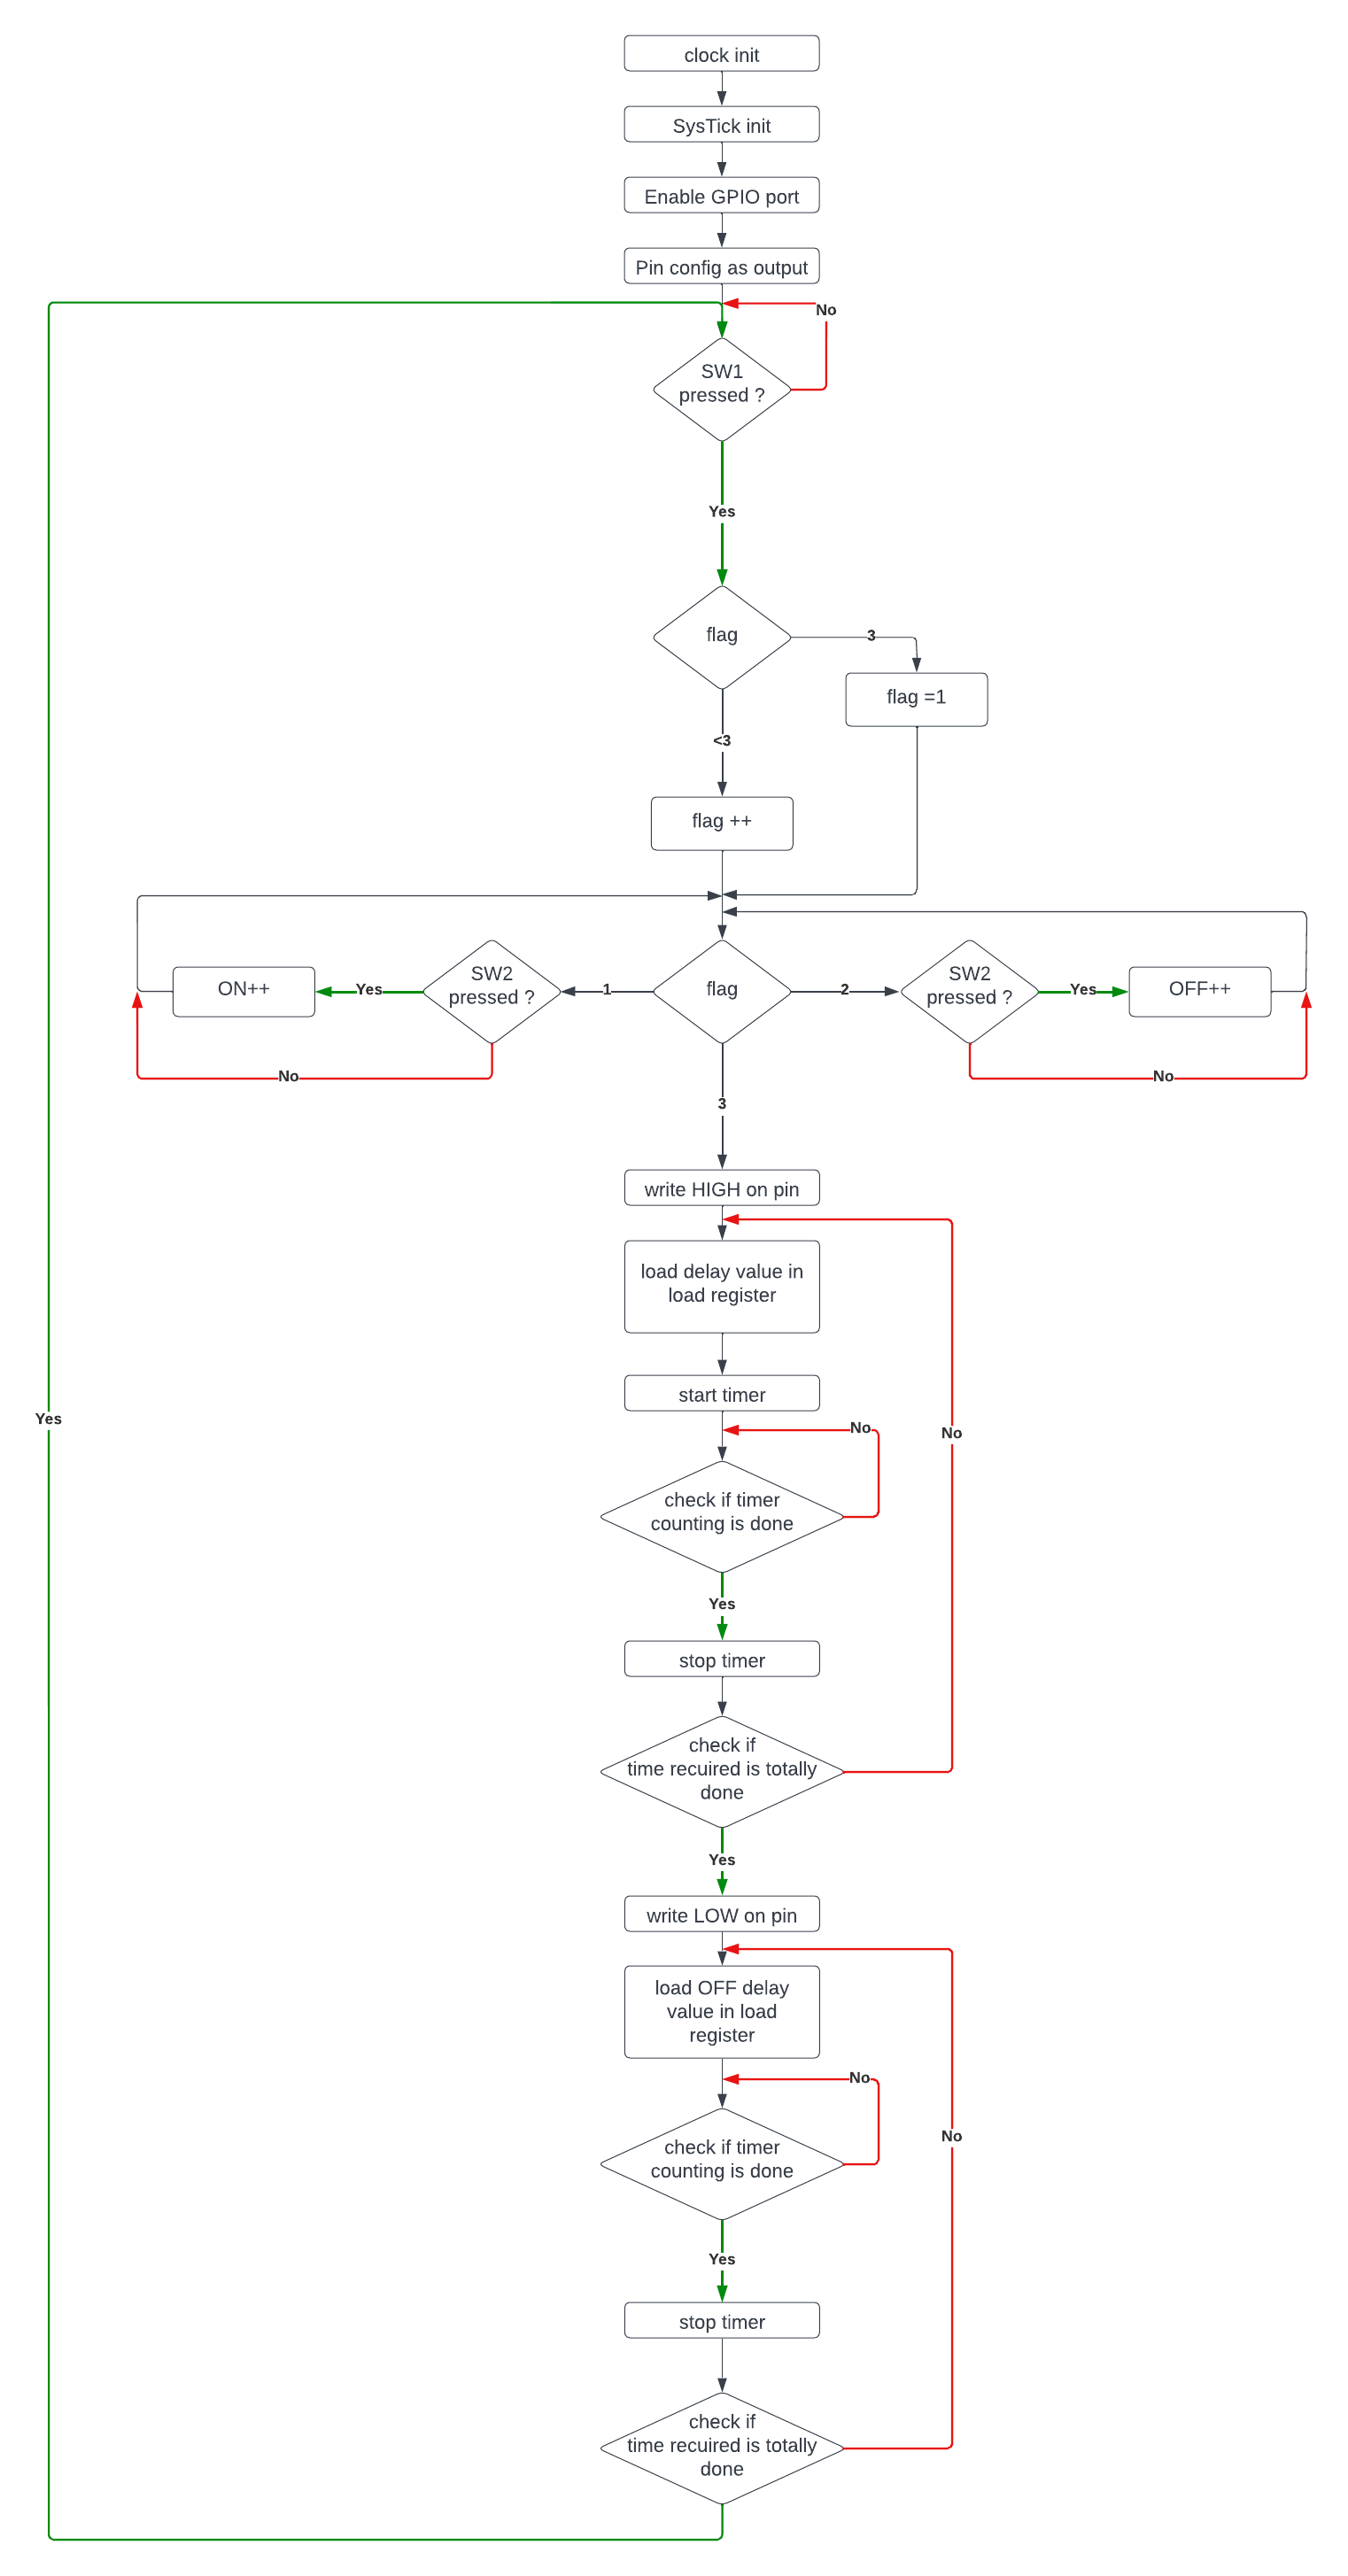 clock init
SysTick init
Enable GPIO port
Pin config as output
No
SW1
pressed ?
Yes
flag
3
flag =1
<3
flag ++
ON++
Yes
SW2
pressed ?
1
flag
2
SW2
pressed ?
Yes
OFF++
No
No
3
write HIGH on pin
load delay value in
load register
start timer
Yes
No
No
check if timer
counting is done
Yes
stop timer
check if
time recuired is totally
done
Yes
write LOW on pin
load OFF delay
value in load
register
No
No
check if timer
counting is done
Yes
stop timer
check if
time recuired is totally
done